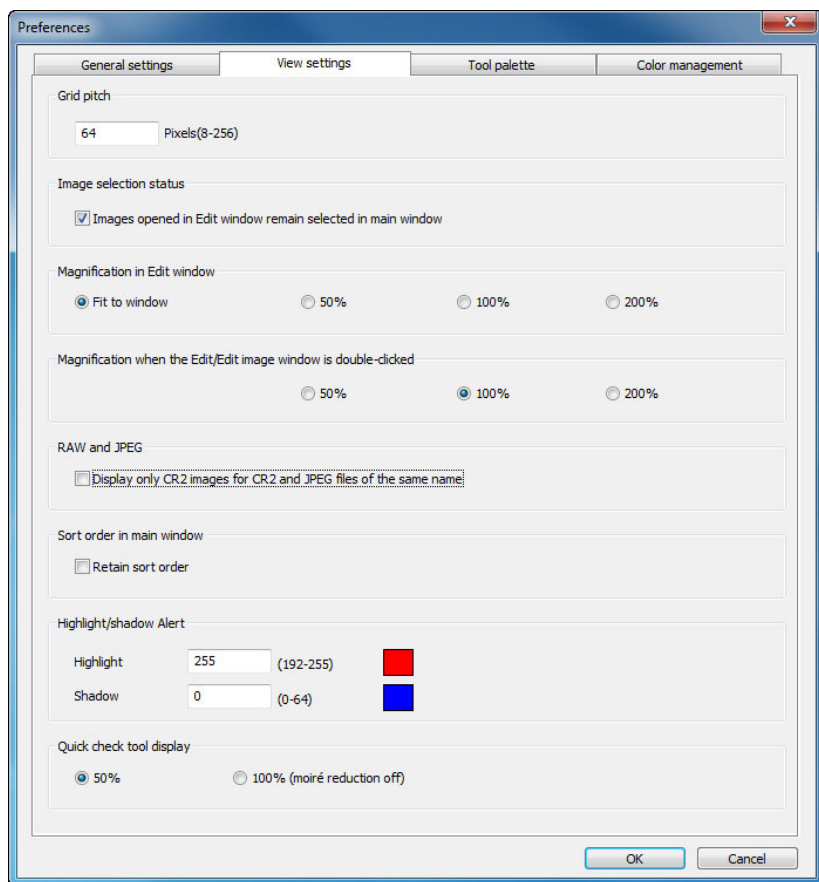 Preferences
General settings View settings Tool palette Color management
Grid pitch
64 Pixels(8-256)
Image selection status
Images opened in Edit window remain selected in main window
Magnification in Edit window
Fit to window 50% 100% 200%
Magnification when the Edit/Edit image window is double-clicked
50% 100% 200%
RAW and JPEG
Display only CR2 images for CR2 and JPEG files of the same name
Sort order in main window
Retain sort order
Highlight/shadow Alert
Highlight 255 (192-255)
Shadow 0 (0-64)
Quick check tool display
50% 100% (moiré reduction off)
OK Cancel